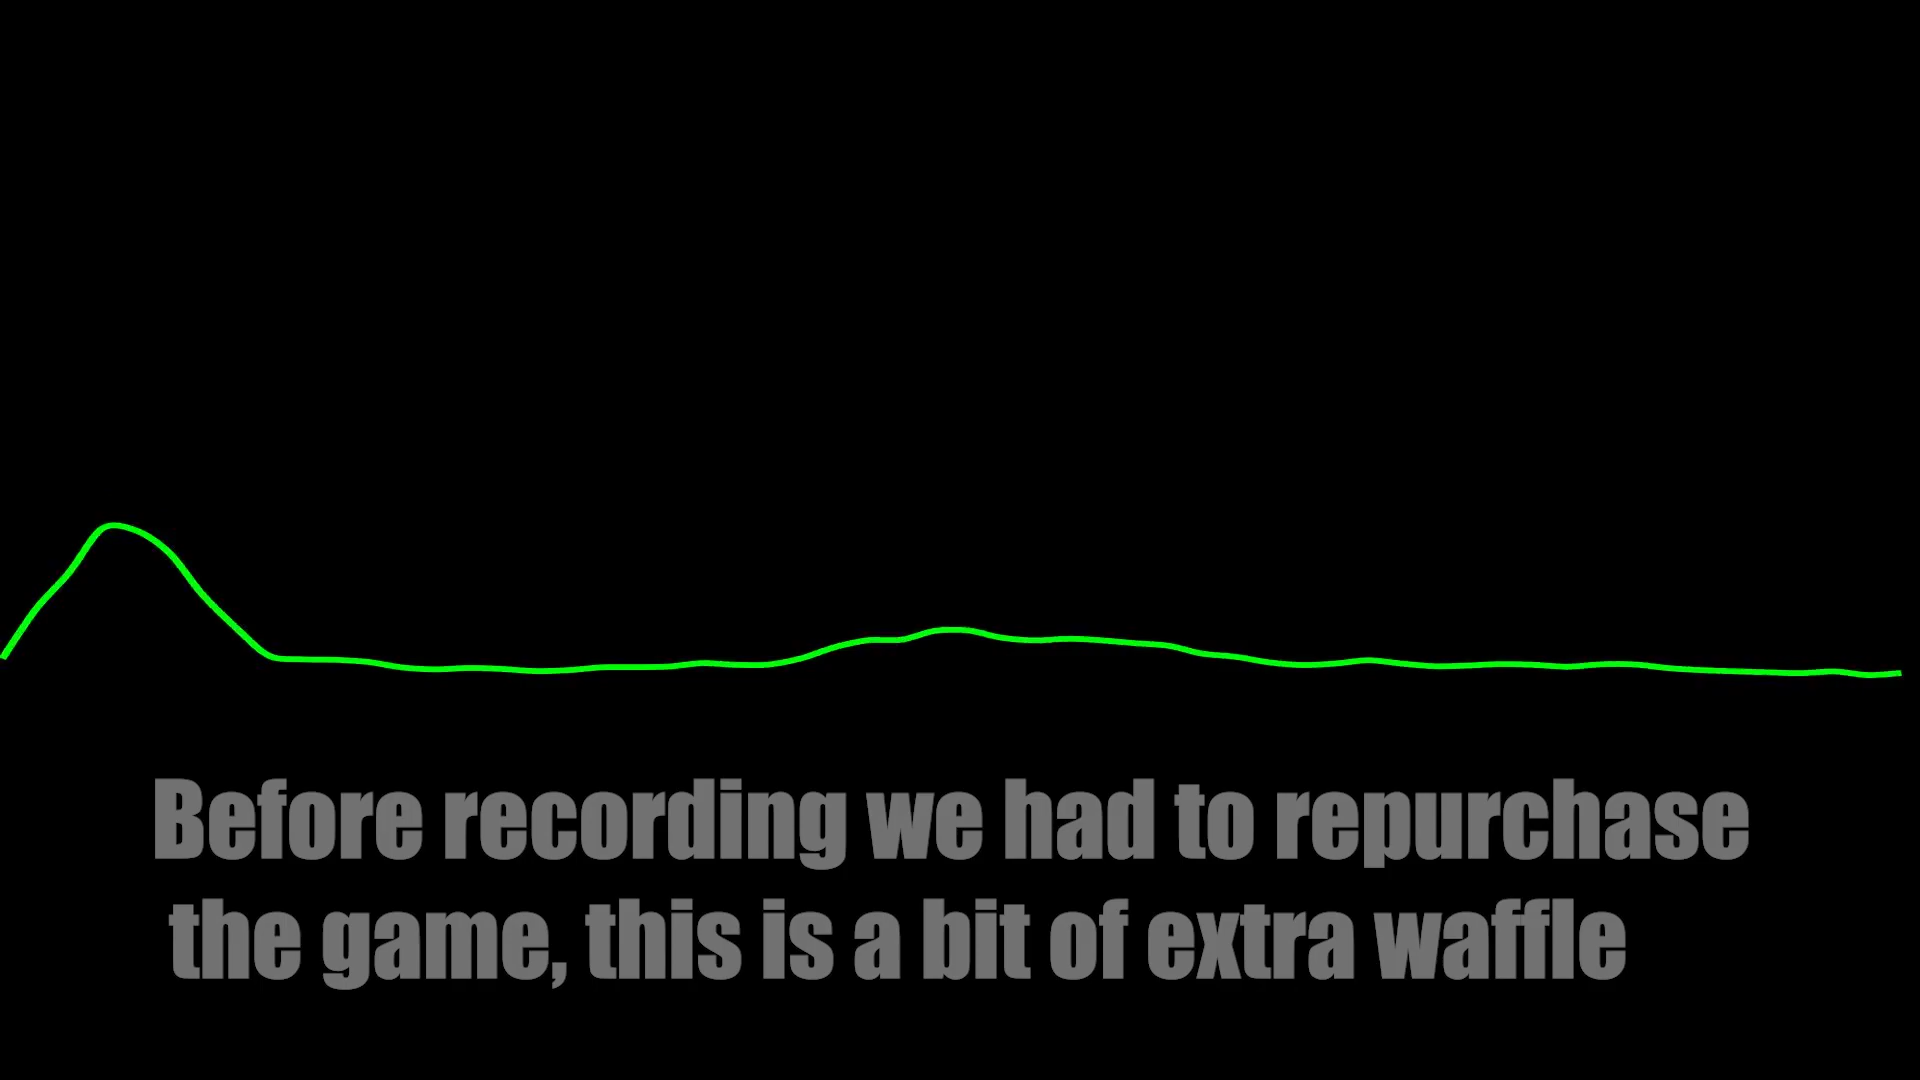 Before recording we had to repurchase
the game, this is a bit of extra waffle